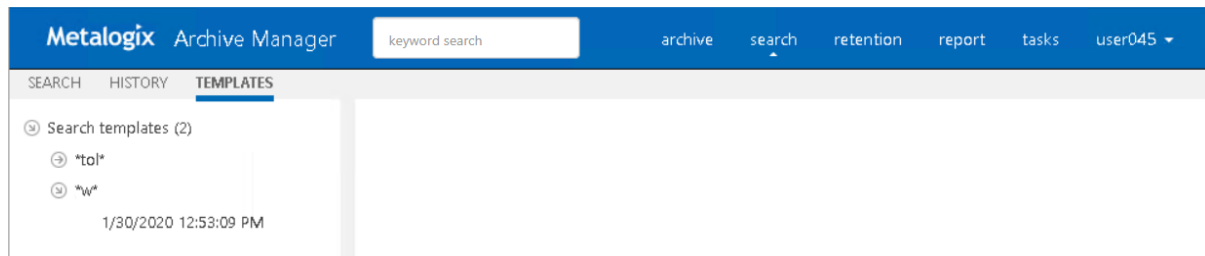 Metalogix Archive Manager keyword search archive search retention report tasks user045
SEARCH HISTORY TEMPLATES
Search templates (2)
*tol*
*w*
1/30/2020 12:53:09 PM